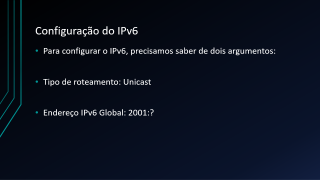 Configuração do IPv6
• Para configurar o IPv6, precisamos saber de dois argumentos:
• Tipo de roteamento: Unicast
• Endereço IPv6 Global: 2001:?